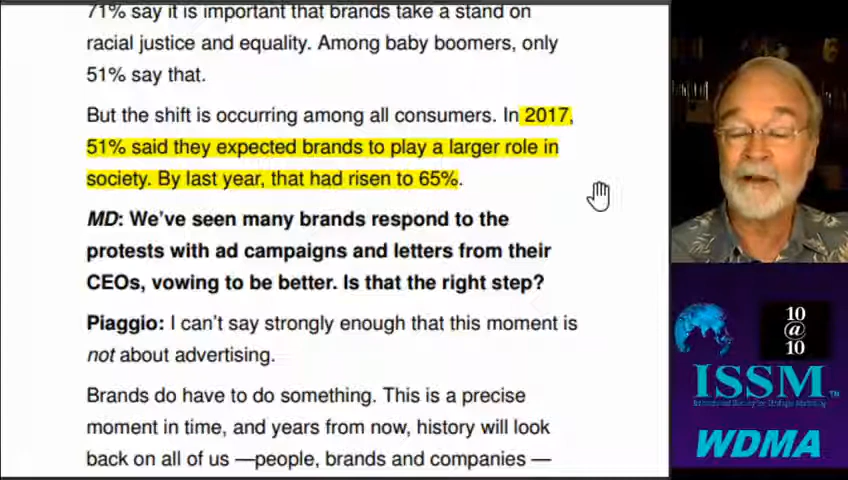 71% say it is important that brands take a stand on
racial justice and equality. Among baby boomers, only
51% say that.
But the shift is occurring among all consumers. In 2017,
51% said they expected brands to play a larger role in
society. By last year, that had risen to 65%.
MD: We've seen many brands respond to the
protests with ad campaigns and letters from their
CEOs, vowing to be better. Is that the right step?
Piaggio: I can't say strongly enough that this moment is
not about advertising.
Brands do have to do something. This is a precise
moment in time, and years from now, history will look
back on all of us —people, brands and companies —
10
@
10
ISSM™
WDMA